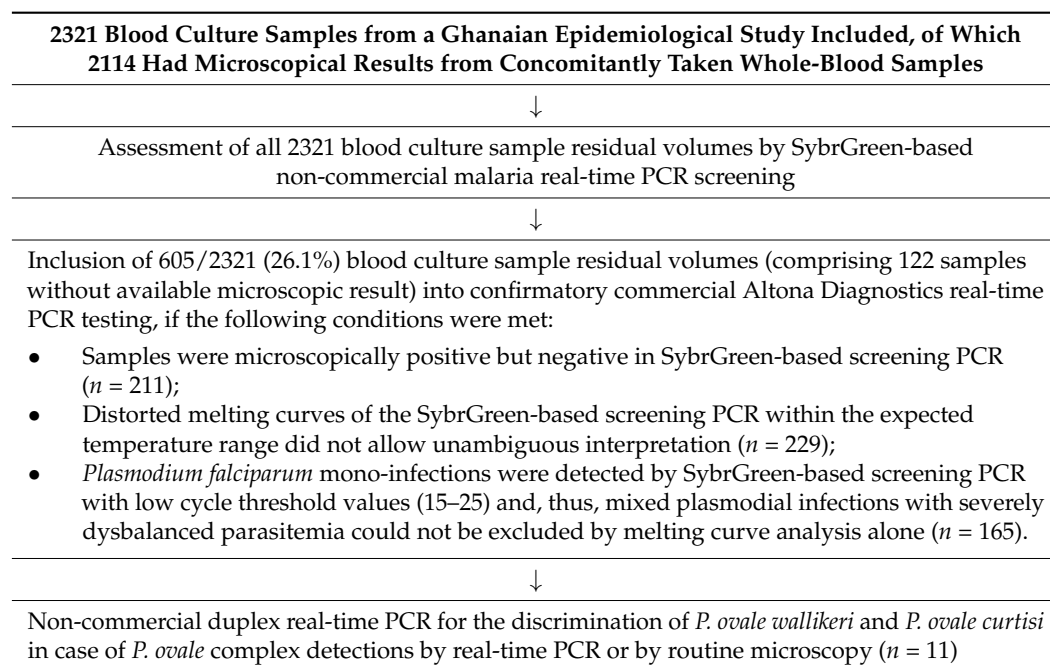 2321 Blood Culture Samples from a Ghanaian Epidemiological Study Included, of Which
2114 Had Microscopical Results from Concomitantly Taken Whole-Blood Samples
↓
Assessment of all 2321 blood culture sample residual volumes by SybrGreen-based
non-commercial malaria real-time PCR screening
↓
Inclusion of 605/2321 (26.1%) blood culture sample residual volumes (comprising 122 samples
without available microscopic result) into confirmatory commercial Altona Diagnostics real-time
PCR testing, if the following conditions were met:
• Samples were microscopically positive but negative in SybrGreen-based screening PCR
(n = 211);
• Distorted melting curves of the SybrGreen-based screening PCR within the expected
temperature range did not allow unambiguous interpretation (n = 229);
• Plasmodium falciparum mono-infections were detected by SybrGreen-based screening PCR
with low cycle threshold values (15–25) and, thus, mixed plasmodial infections with severely
dysbalanced parasitemia could not be excluded by melting curve analysis alone (n = 165).
↓
Non-commercial duplex real-time PCR for the discrimination of P. ovale wallikeri and P. ovale curtisi
in case of P. ovale complex detections by real-time PCR or by routine microscopy (n = 11)